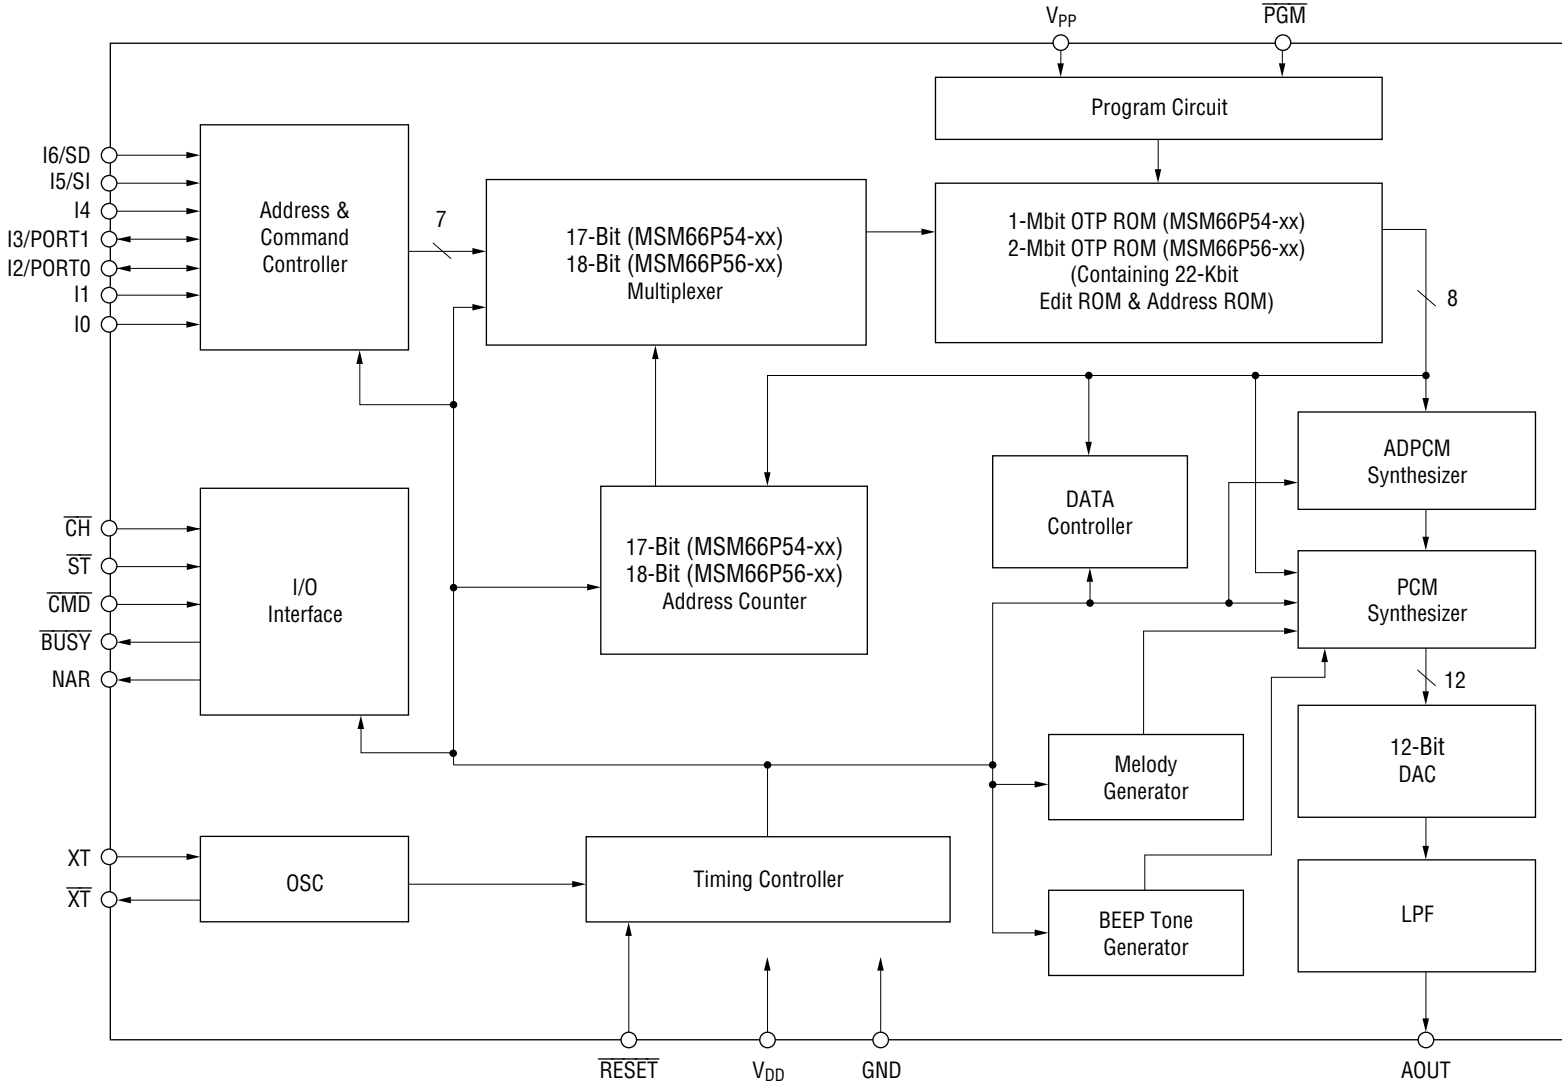 VPP
PGM
Program Circuit
I6/SD
I5/SI
I4
I3/PORT1
I2/PORT0
I1
I0
Address &
Command
Controller
7
17-Bit (MSM66P54-xx)
18-Bit (MSM66P56-xx)
Multiplexer
1-Mbit OTP ROM (MSM66P54-xx)
2-Mbit OTP ROM (MSM66P56-xx)
(Containing 22-Kbit
Edit ROM & Address ROM)
8
ADPCM
Synthesizer
DATA
Controller
CH
ST
CMD
BUSY
NAR
I/O
Interface
17-Bit (MSM66P54-xx)
18-Bit (MSM66P56-xx)
Address Counter
PCM
Synthesizer
12
12-Bit
DAC
Melody
Generator
XT
XT
OSC
Timing Controller
BEEP Tone
Generator
LPF
RESET
VDD
GND
AOUT